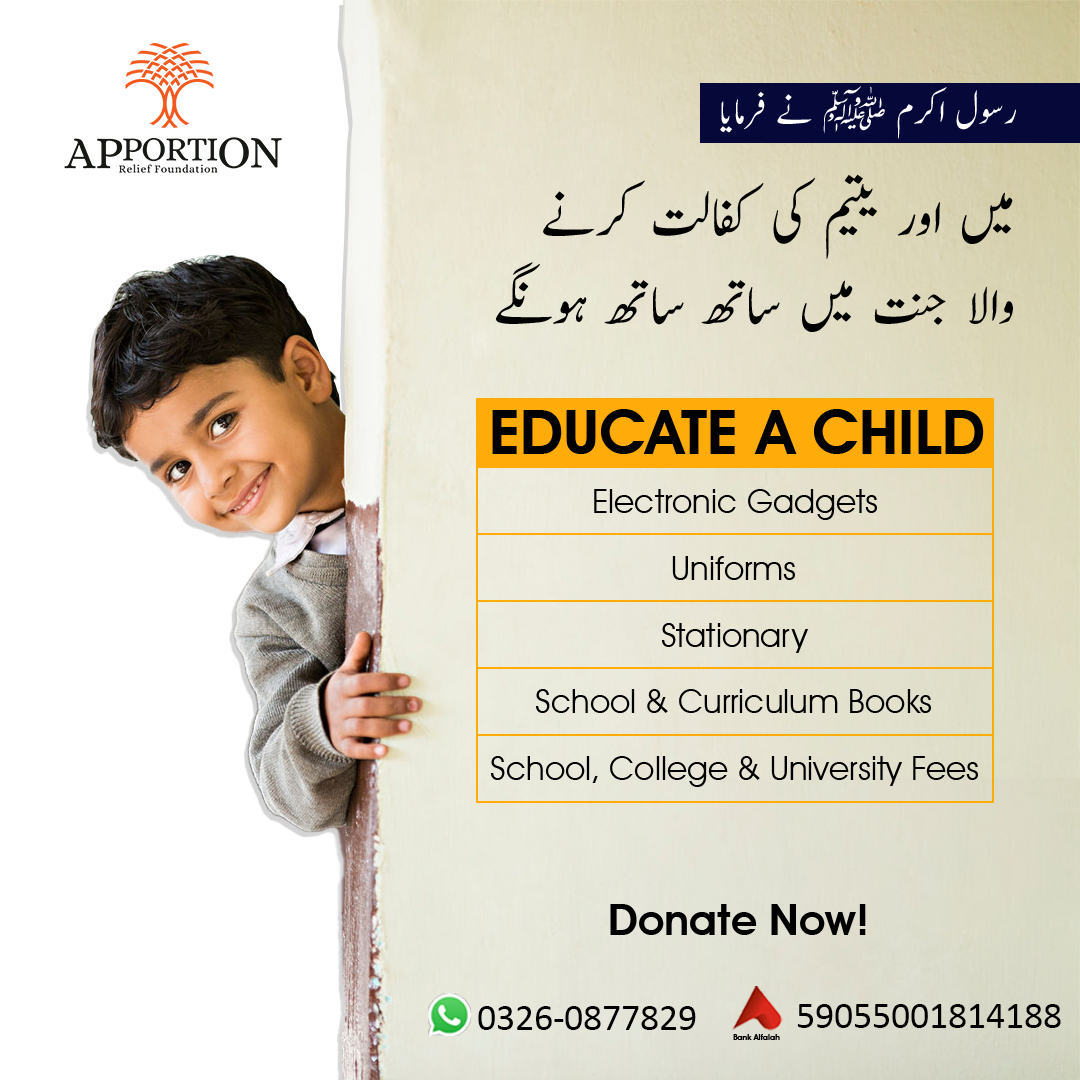 APPORTION
Relief Foundation
رسول اکرم ﷺ نے فرمایا
میں اور یتیم کی کفالت کرنے
والا جنت میں ساتھ ساتھ ہونگے
EDUCATE A CHILD
Electronic Gadgets
Uniforms
Stationary
School & Curriculum Books
School, College & University Fees
Donate Now!
0326-0877829
59055001814188
Bank Alfalah